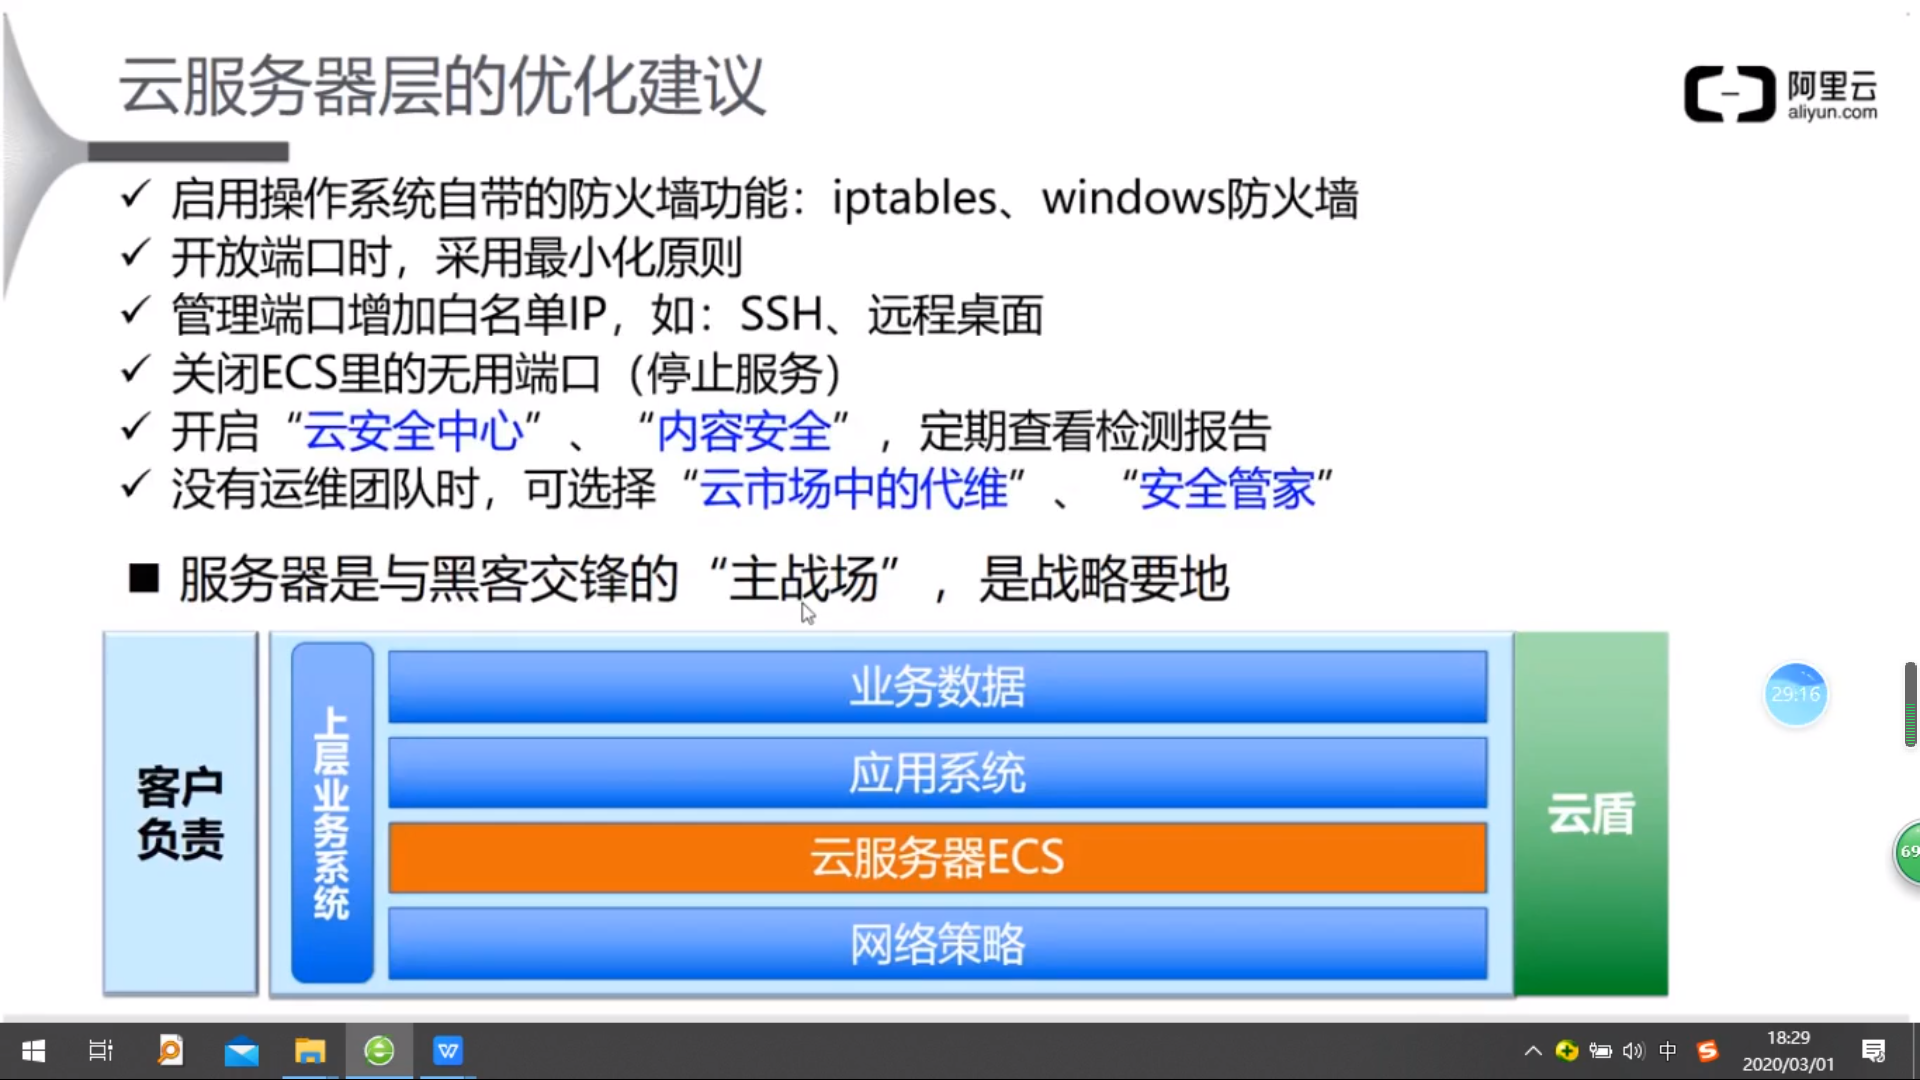 云服务器层的优化建议
阿里云
aliyun.com
✓ 启用操作系统自带的防火墙功能：iptables、windows防火墙
✓ 开放端口时，采用最小化原则
✓ 管理端口增加白名单IP，如：SSH、远程桌面
✓ 关闭ECS里的无用端口（停止服务）
✓ 开启“云安全中心”、“内容安全”，定期查看检测报告
✓ 没有运维团队时，可选择“云市场中的代维”、“安全管家”
■ 服务器是与黑客交锋的“主战场”，是战略要地
客户
负责
上层业务系统
业务数据
应用系统
云服务器ECS
网络策略
云盾
29:16
69
中
18:29
2020/03/01